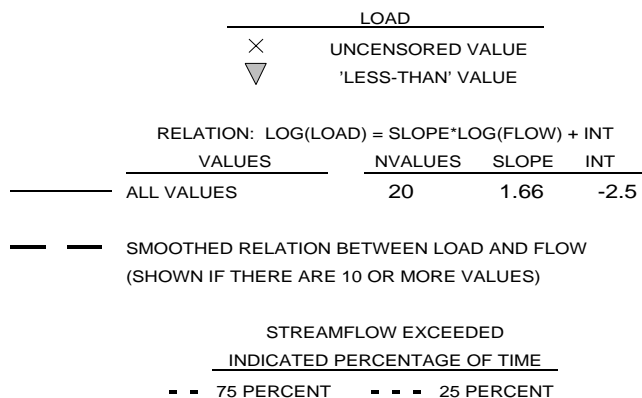 LOAD
UNCENSORED VALUE
'LESS-THAN' VALUE
RELATION: LOG(LOAD) = SLOPE*LOG(FLOW) + INT
VALUES NVALUES SLOPE INT
ALL VALUES 20 1.66 -2.5
SMOOTHED RELATION BETWEEN LOAD AND FLOW
(SHOWN IF THERE ARE 10 OR MORE VALUES)
STREAMFLOW EXCEEDED
INDICATED PERCENTAGE OF TIME
75 PERCENT 25 PERCENT